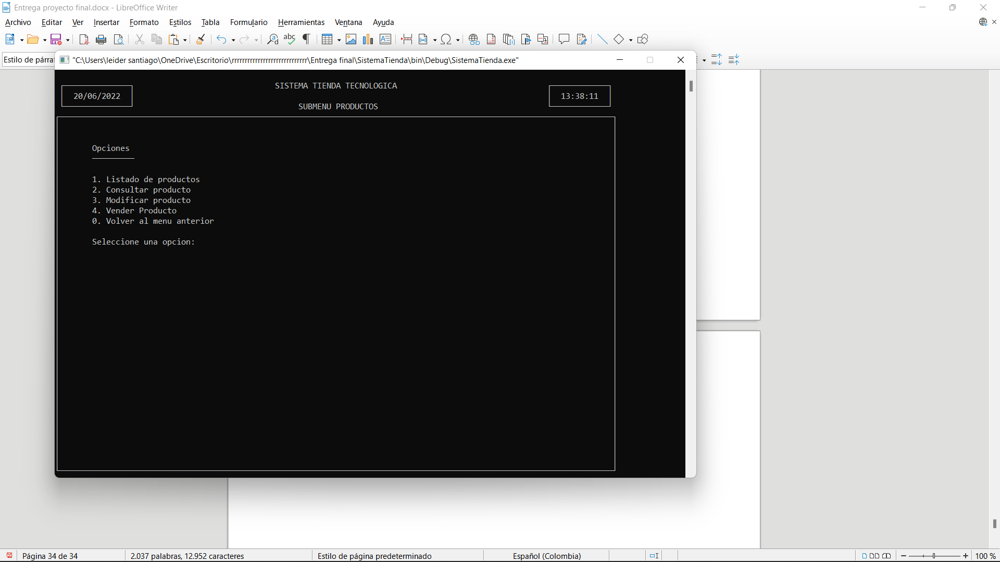 Entrega proyecto final.docx - LibreOffice Writer
Archivo Editar Ver Insertar Formato Estilos Tabla Formulario Herramientas Ventana Ayuda
Estilo de párra
"C:\Users\leider santiago\OneDrive\Escritorio\rrrrrrrrrrrrrrrrrrrrrrrrrrrrr\Entrega final\SistemaTienda\bin\Debug\SistemaTienda.exe"
SISTEMA TIENDA TECNOLOGICA
20/06/2022
13:38:11
SUBMENU PRODUCTOS
Opciones
1. Listado de productos
2. Consultar producto
3. Modificar producto
4. Vender Producto
0. Volver al menu anterior
Seleccione una opcion:
Página 34 de 34
2.037 palabras, 12.952 caracteres
Estilo de página predeterminado
Español (Colombia)
100 %